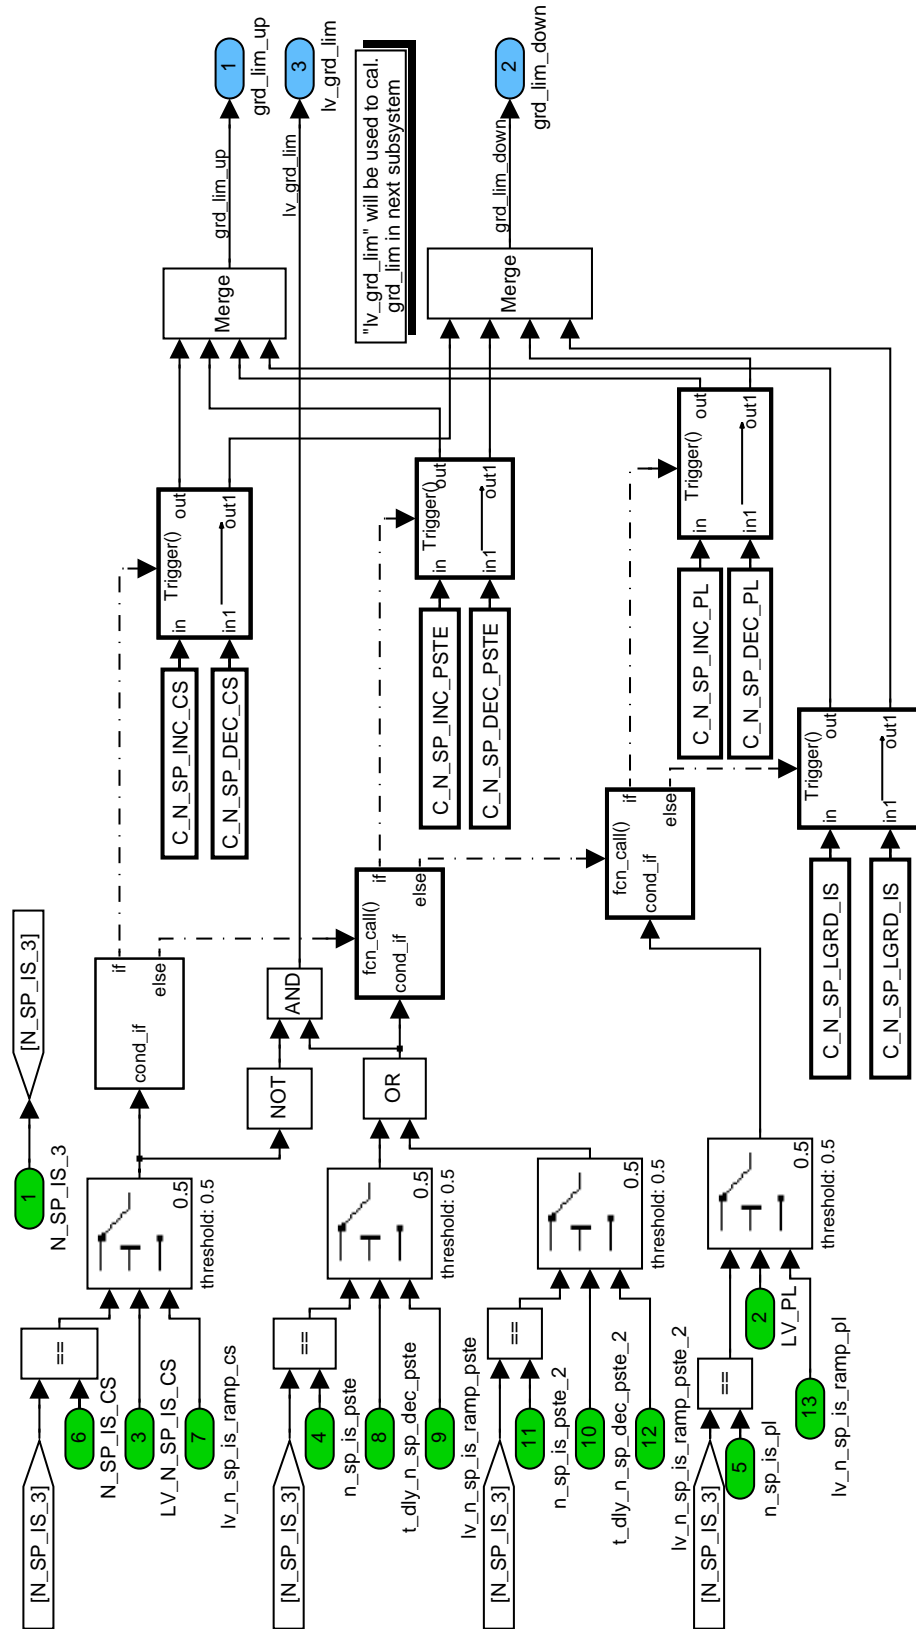 [N_SP_IS_3]
1
N_SP_IS_3
[N_SP_IS_3]
==
6
N_SP_IS_CS
3
LV_N_SP_IS_CS
7
lv_n_sp_is_ramp_cs
0.5
threshold: 0.5
cond_if
if
else
C_N_SP_INC_CS
C_N_SP_DEC_CS
Trigger()
in
out
in1
out1
Merge
grd_lim_up
1
grd_lim_up
NOT
AND
lv_grd_lim
3
lv_grd_lim
"lv_grd_lim" will be used to cal.
grd_lim in next subsystem
[N_SP_IS_3]
==
4
n_sp_is_pste
8
t_dly_n_sp_dec_pste
9
lv_n_sp_is_ramp_pste
0.5
threshold: 0.5
OR
fcn_call()
cond_if
if
else
C_N_SP_INC_PSTE
C_N_SP_DEC_PSTE
Trigger()
in
out
in1
out1
Merge
grd_lim_down
2
grd_lim_down
[N_SP_IS_3]
==
11
n_sp_is_pste_2
10
t_dly_n_sp_dec_pste_2
12
lv_n_sp_is_ramp_pste_2
0.5
threshold: 0.5
fcn_call()
cond_if
if
else
C_N_SP_INC_PL
C_N_SP_DEC_PL
Trigger()
in
out
in1
out1
[N_SP_IS_3]
==
5
n_sp_is_pl
2
LV_PL
13
lv_n_sp_is_ramp_pl
0.5
threshold: 0.5
C_N_SP_LGRD_IS
C_N_SP_LGRD_IS
Trigger()
in
out
in1
out1